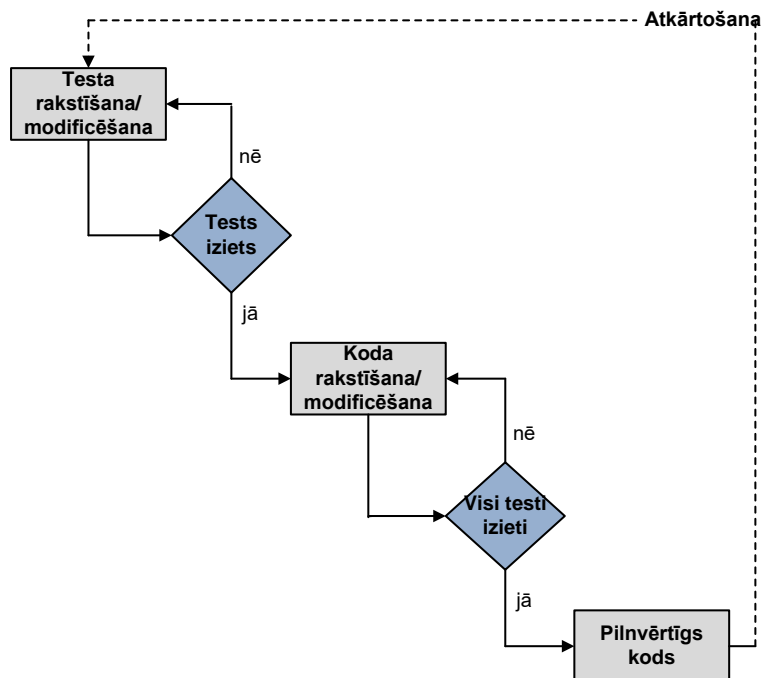 Atkārtošana
Testa
rakstīšana/
modificēšana
nē
Tests
iziets
jā
Koda
rakstīšana/
modificēšana
nē
Visi testi
izieti
jā
Pilnvērtīgs
kods